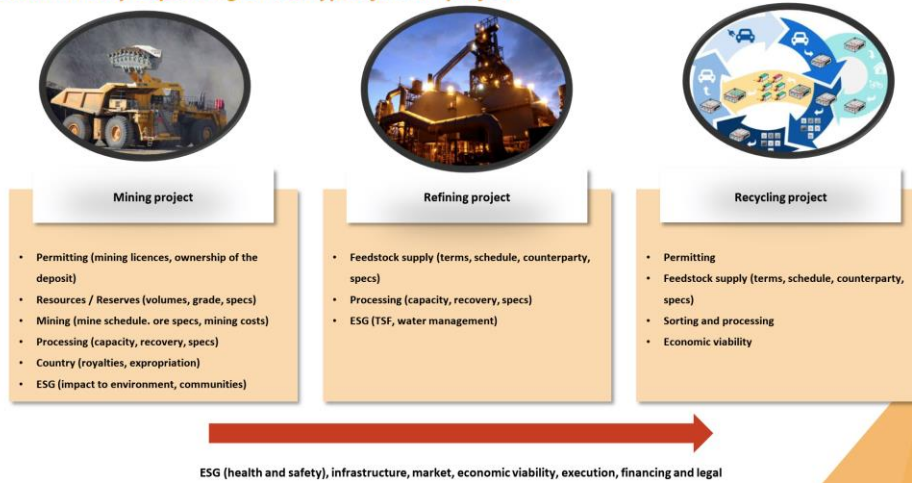 Mining project
• Permitting (mining licences, ownership of the
deposit)
• Resources / Reserves (volumes, grade, specs)
• Mining (mine schedule. ore specs, mining costs)
• Processing (capacity, recovery, specs)
• Country (royalties, expropriation)
• ESG (impact to environment, communities)
Refining project
• Feedstock supply (terms, schedule, counterparty,
specs)
• Processing (capacity, recovery, specs)
• ESG (TSF, water management)
Recycling project
• Permitting
• Feedstock supply (terms, schedule, counterparty,
specs)
• Sorting and processing
• Economic viability
ESG (health and safety), infrastructure, market, economic viability, execution, financing and legal